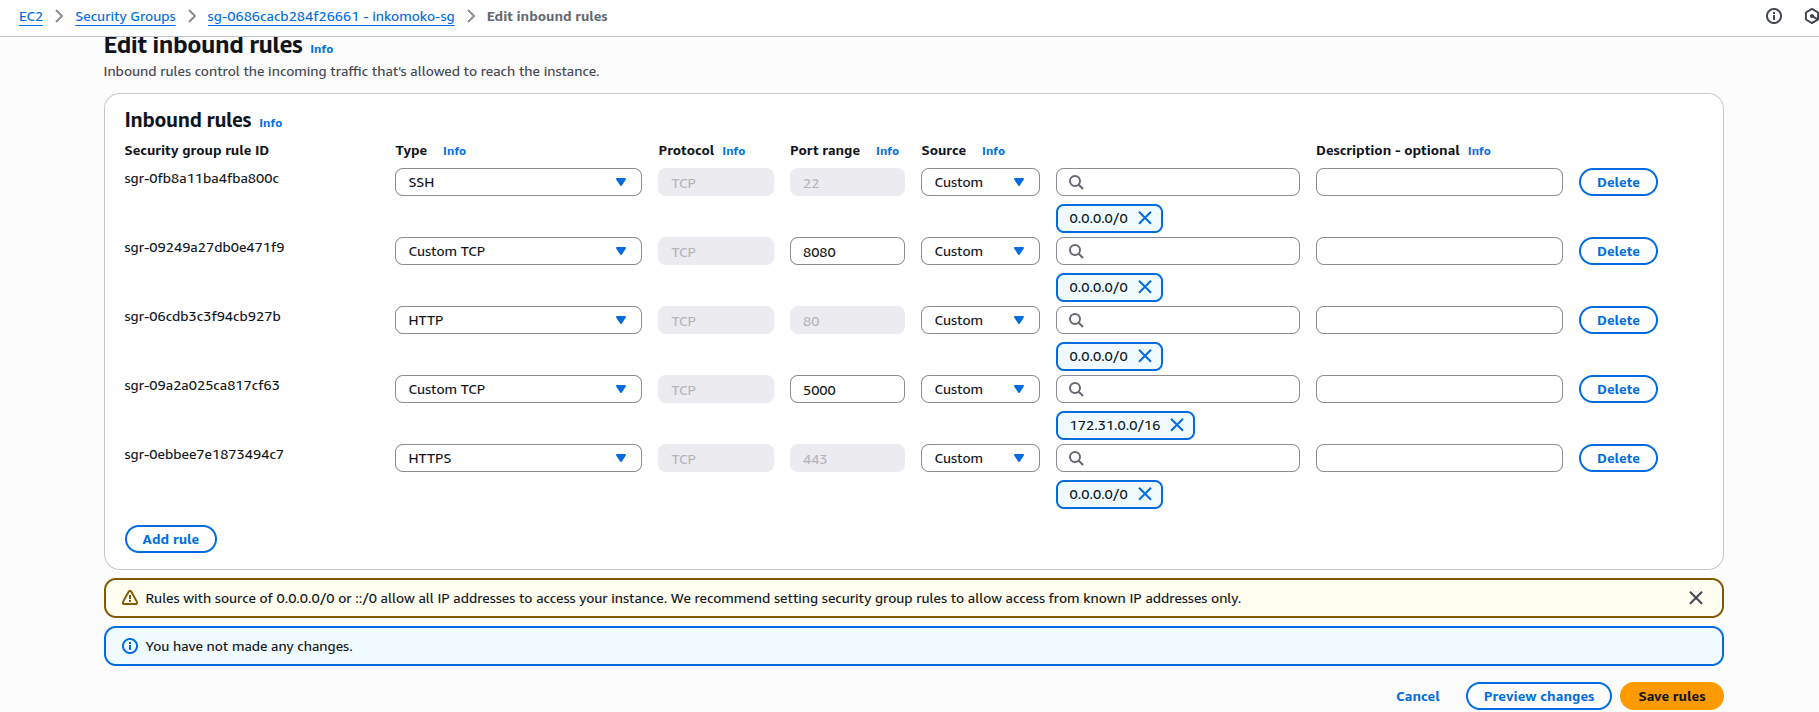 EC2 > Security Groups > sg-0686cacb284f26661 - inkomoko-sg > Edit inbound rules
Edit inbound rules Info
Inbound rules control the incoming traffic that's allowed to reach the instance.
Inbound rules Info
Security group rule ID Type Info Protocol Info Port range Info Source Info Description - optional Info
sgr-0fb8a11ba4fba800c SSH TCP 22 Custom Delete
0.0.0.0/0
sgr-09249a27db0e471f9 Custom TCP TCP 8080 Custom Delete
0.0.0.0/0
sgr-06cdb3c3f94cb927b HTTP TCP 80 Custom Delete
0.0.0.0/0
sgr-09a2a025ca817cf63 Custom TCP TCP 5000 Custom Delete
172.31.0.0/16
sgr-0ebbee7e1873494c7 HTTPS TCP 443 Custom Delete
0.0.0.0/0
Add rule
Rules with source of 0.0.0.0/0 or ::/0 allow all IP addresses to access your instance. We recommend setting security group rules to allow access from known IP addresses only.
You have not made any changes.
Cancel Preview changes Save rules